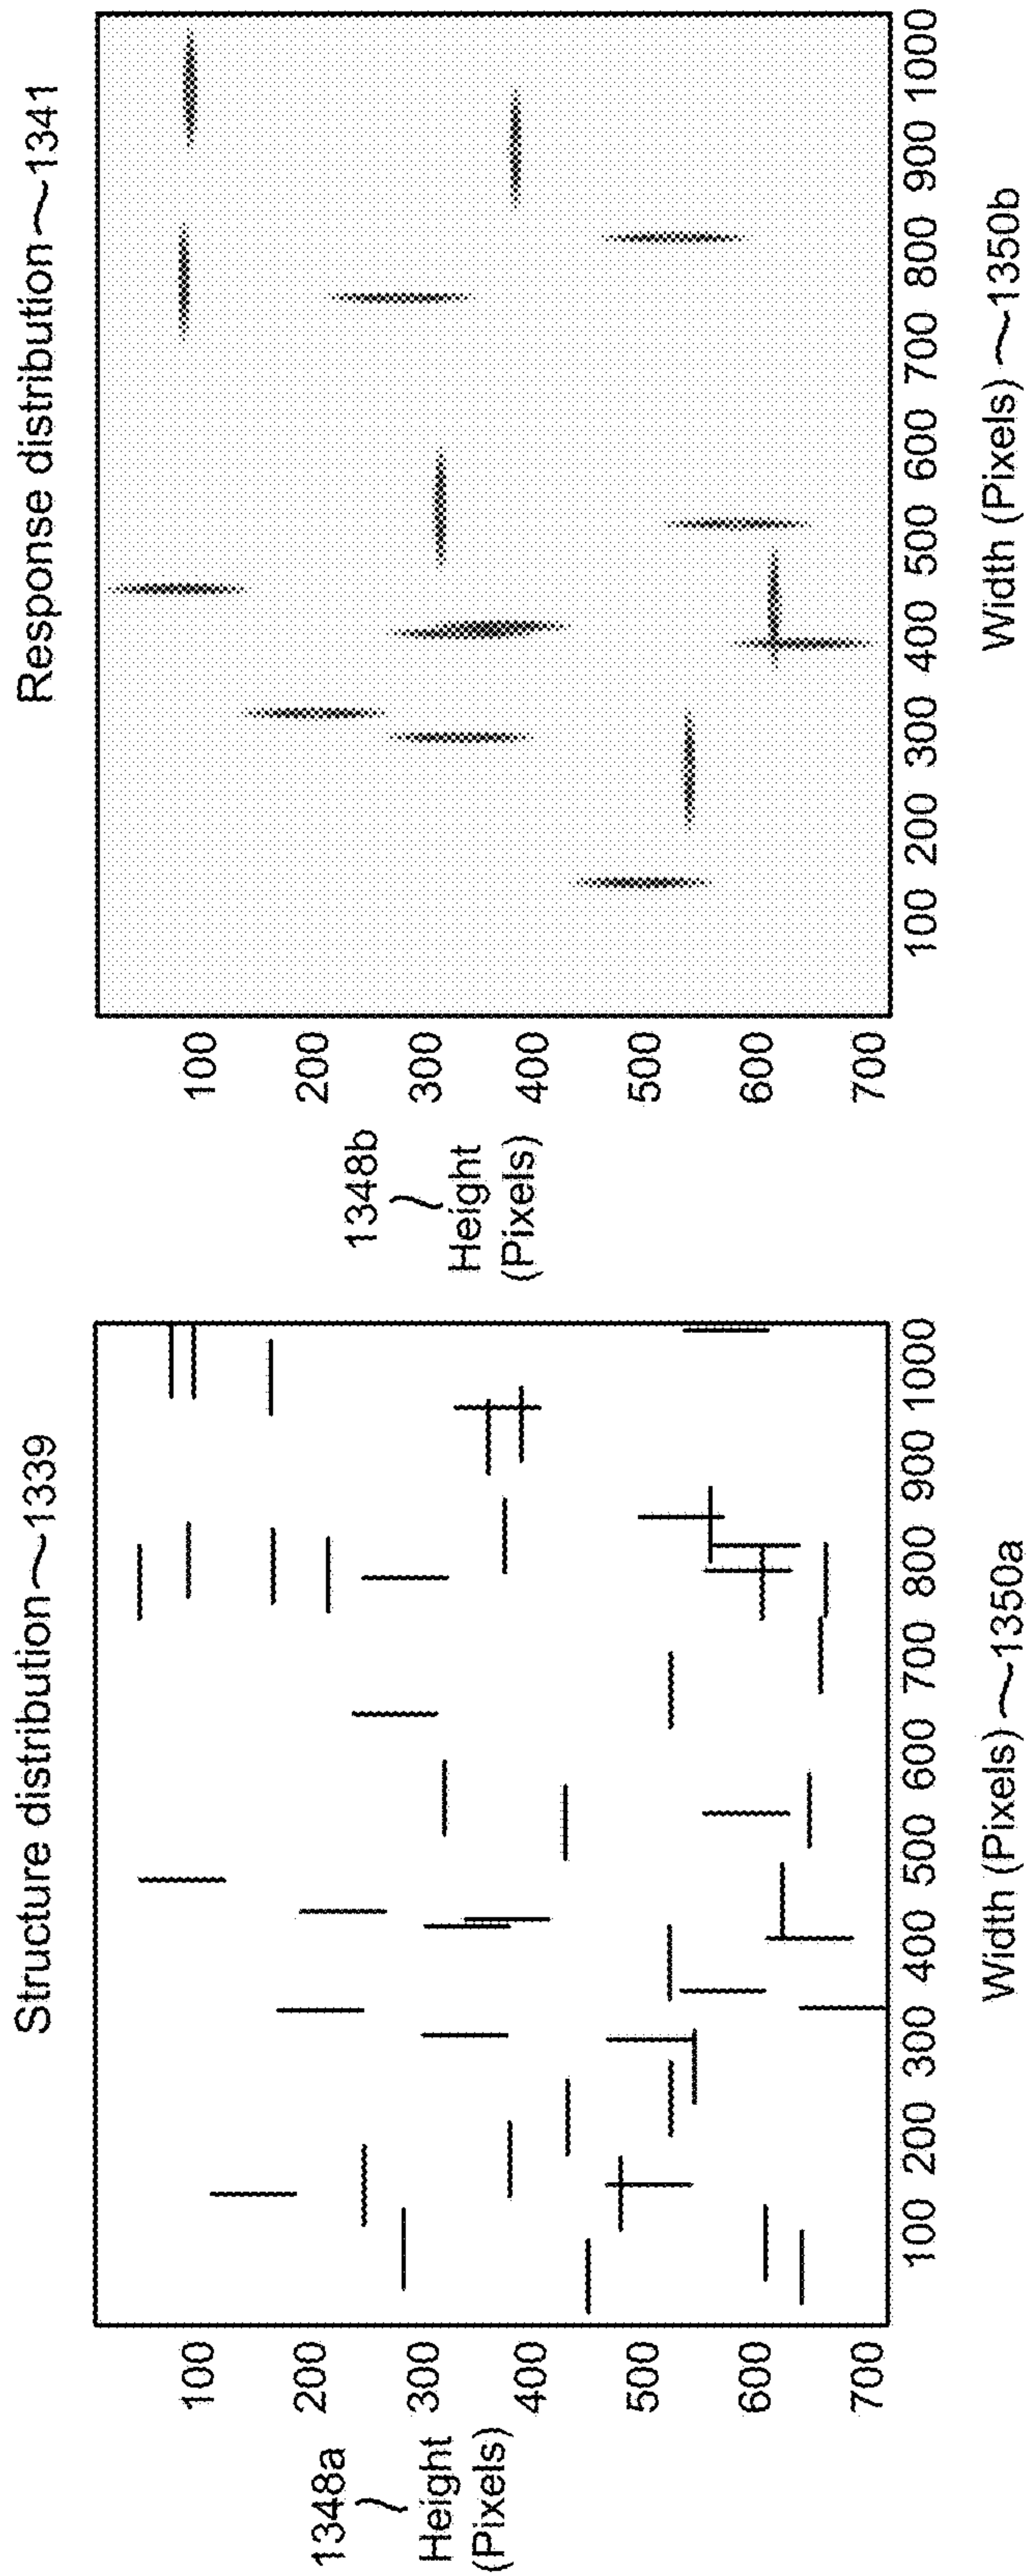 Structure distribution~1339
1348a
Height
(Pixels)
100
200
300
400
500
600
700
100 200 300 400 500 600 700 800 900 1000
Width (Pixels)~1350a
Response distribution~1341
1348b
Height
(Pixels)
100
200
300
400
500
600
700
100 200 300 400 500 600 700 800 900 1000
Width (Pixels)~1350b